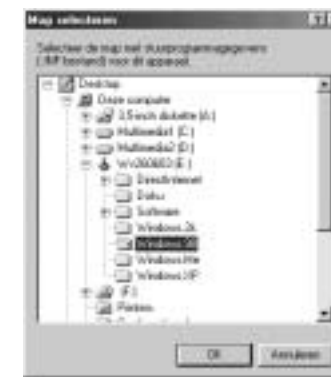 Map selecteren
Selecteer de map met stuurprogrammagegevens
(.INF bestand) voor dit apparaat.
Desktop
Deze computer
3,5 inch diskette (A:)
Multimedia1 (C:)
Multimedia2 (D:)
(E:)
DirectInternet
Software
Windows 2k
Windows 98
Windows Me
Windows XP
(F:)
Printers
OK
Annuleren